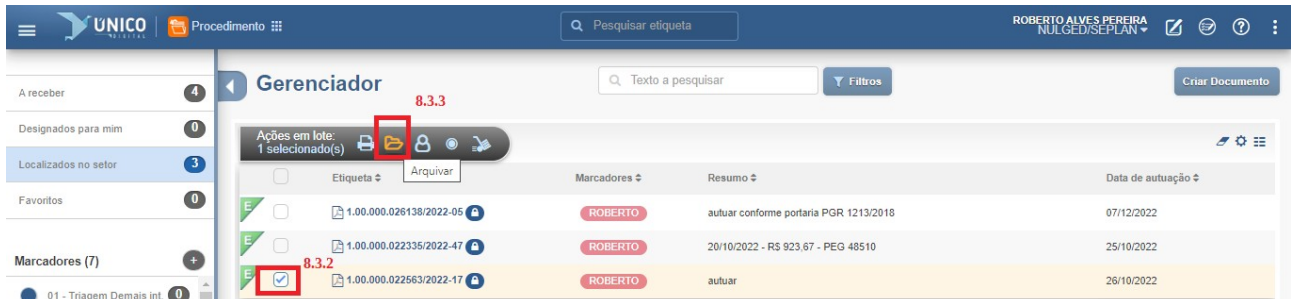 ÚNICO
DIGITAL
Procedimento
Pesquisar etiqueta
ROBERTO ALVES PEREIRA
NULGED/SEPLAN
A receber 4
Designados para mim 0
Localizados no setor 3
Favoritos 0
Marcadores (7)
01 - Triagem Demais int. 0
Gerenciador
Texto a pesquisar
Filtros
Criar Documento
8.3.3
Ações em lote:
1 selecionado(s)
Arquivar
Etiqueta Marcadores Resumo Data de autuação
E 1.00.000.026138/2022-05 ROBERTO autuar conforme portaria PGR 1213/2018 07/12/2022
E 1.00.000.022335/2022-47 ROBERTO 20/10/2022 - R$ 923,67 - PEG 48510 25/10/2022
8.3.2
E 1.00.000.022563/2022-17 ROBERTO autuar 26/10/2022